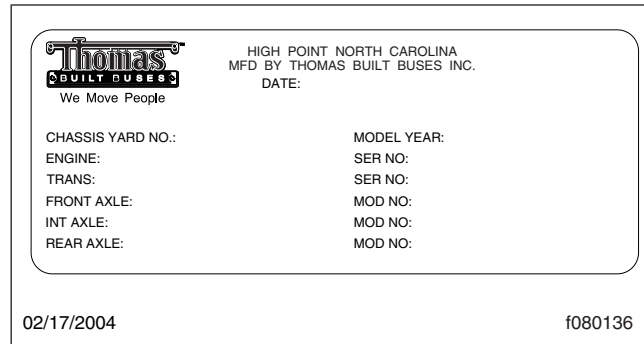 Thomas
BUILT BUSES
We Move People
HIGH POINT NORTH CAROLINA
MFD BY THOMAS BUILT BUSES INC.
DATE:
CHASSIS YARD NO.: MODEL YEAR:
ENGINE: SER NO:
TRANS: SER NO:
FRONT AXLE: MOD NO:
INT AXLE: MOD NO:
REAR AXLE: MOD NO:
02/17/2004 f080136